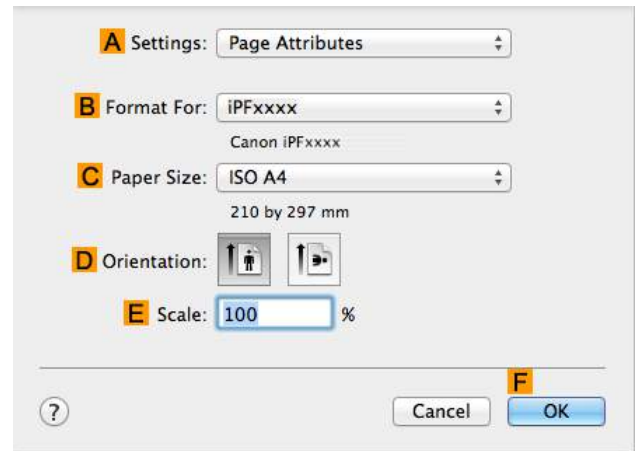 A Settings: Page Attributes
B Format For: iPFxxxx
Canon iPFxxxx
C Paper Size: ISO A4
210 by 297 mm
D Orientation:
E Scale: 100 %
F
? Cancel OK